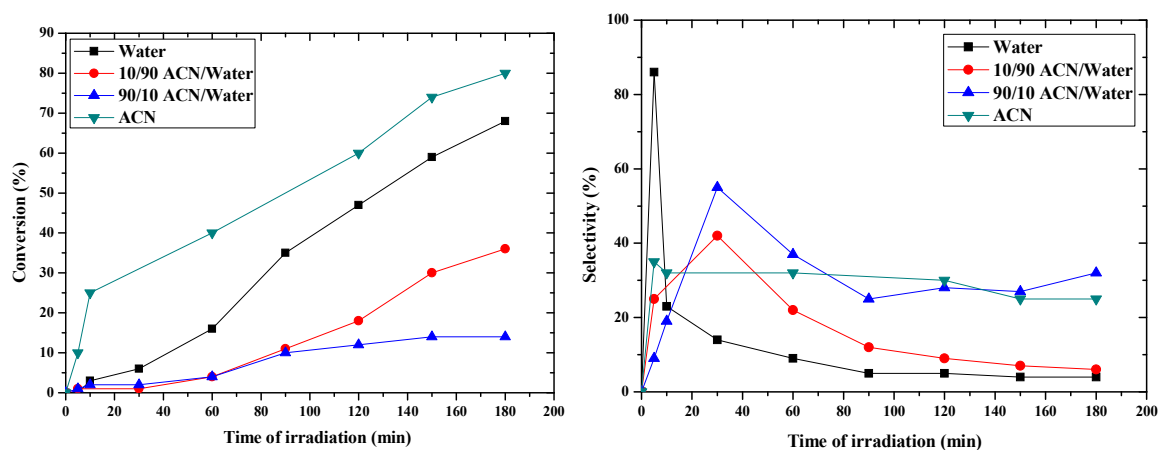 90
80
70
60
50
40
30
20
10
0
Conversion (%)
Water
10/90 ACN/Water
90/10 ACN/Water
ACN
0 20 40 60 80 100 120 140 160 180 200
Time of irradiation (min)
100
80
60
40
20
0
Selectivity (%)
Water
10/90 ACN/Water
90/10 ACN/Water
ACN
0 20 40 60 80 100 120 140 160 180 200
Time of irradiation (min)